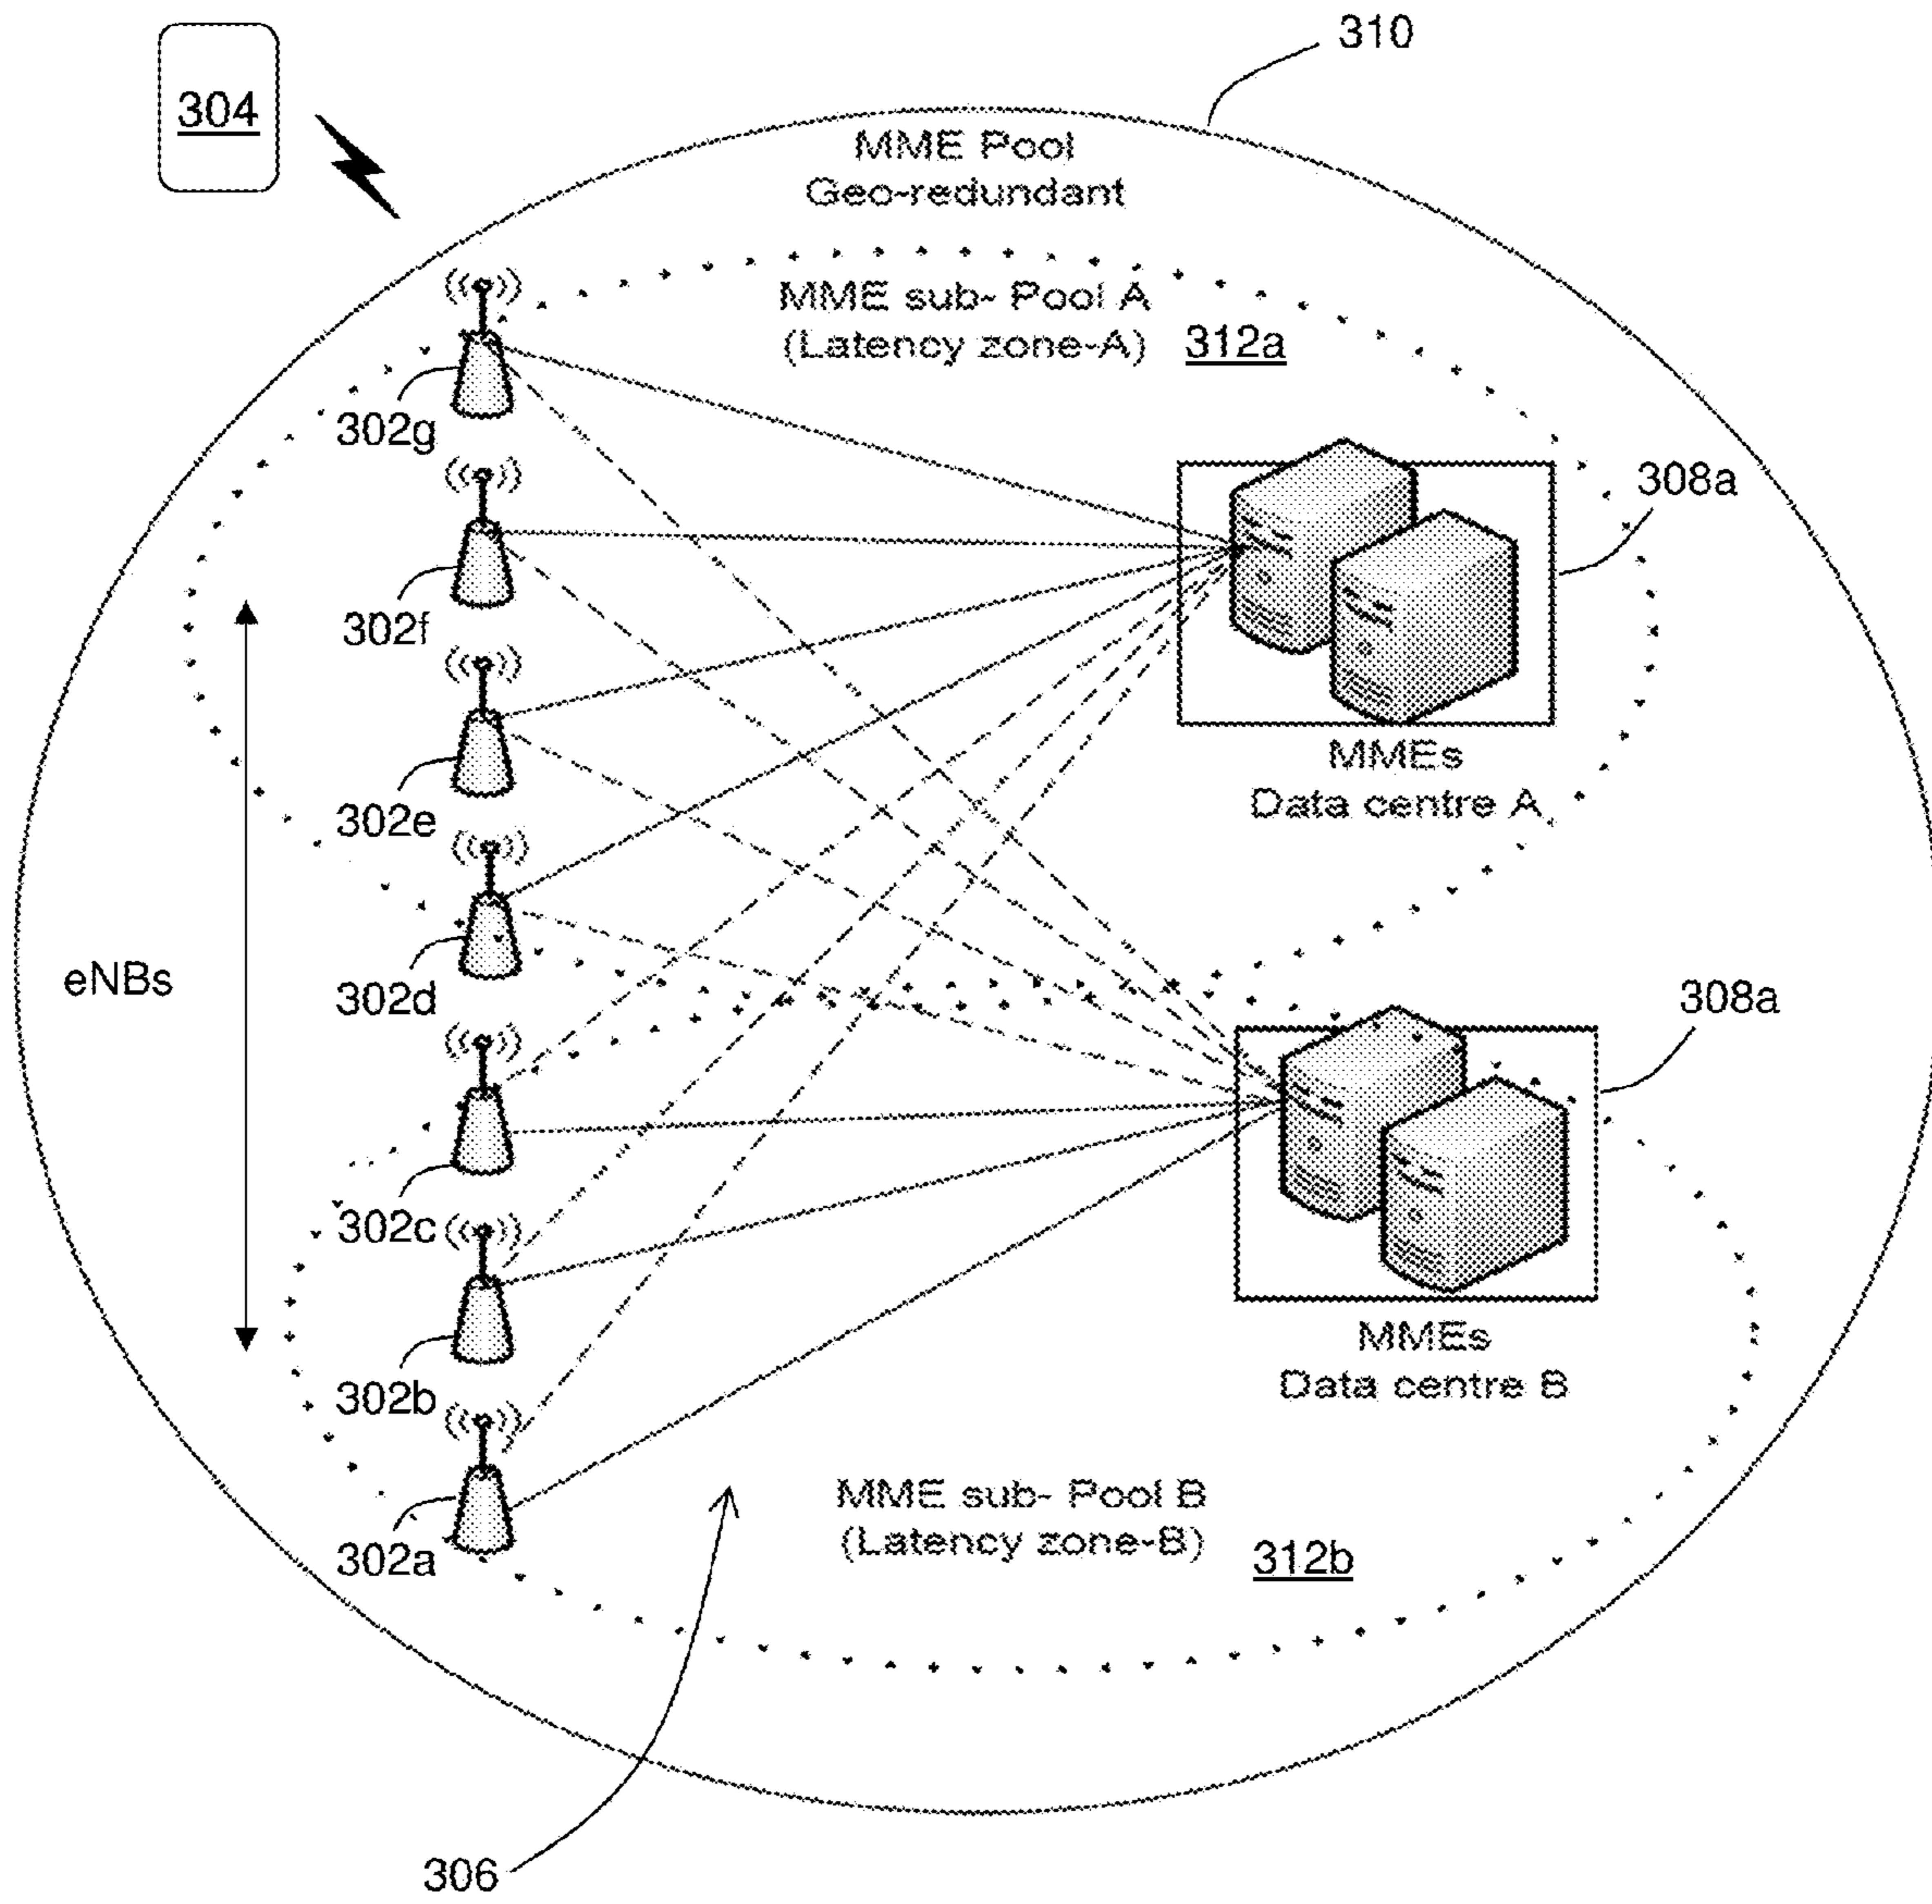 310
304
MME Pool
Geo-redundant
MME sub- Pool A
(Latency zone-A) 312a
302g
308a
302f
MMEs
Data centre A
302e
eNBs
302d
308a
302c
MMEs
Data centre B
302b
MME sub- Pool B
(Latency zone-B) 312b
302a
306